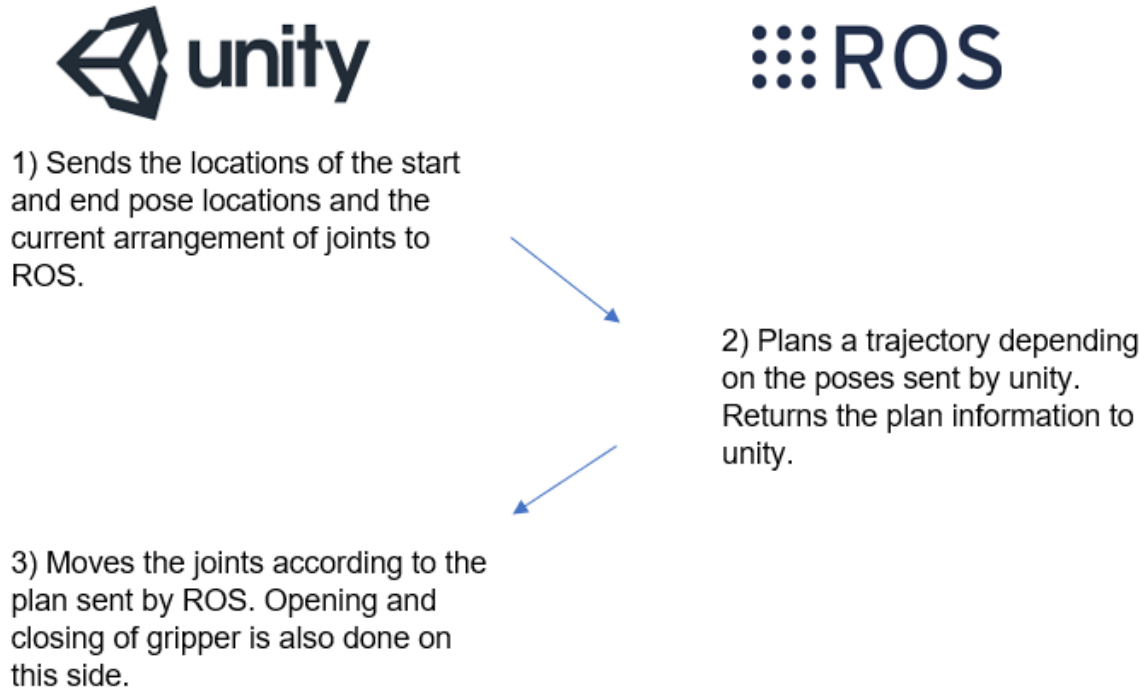 unity
ROS
1) Sends the locations of the start
and end pose locations and the
current arrangement of joints to
ROS.
2) Plans a trajectory depending
on the poses sent by unity.
Returns the plan information to
unity.
3) Moves the joints according to the
plan sent by ROS. Opening and
closing of gripper is also done on
this side.